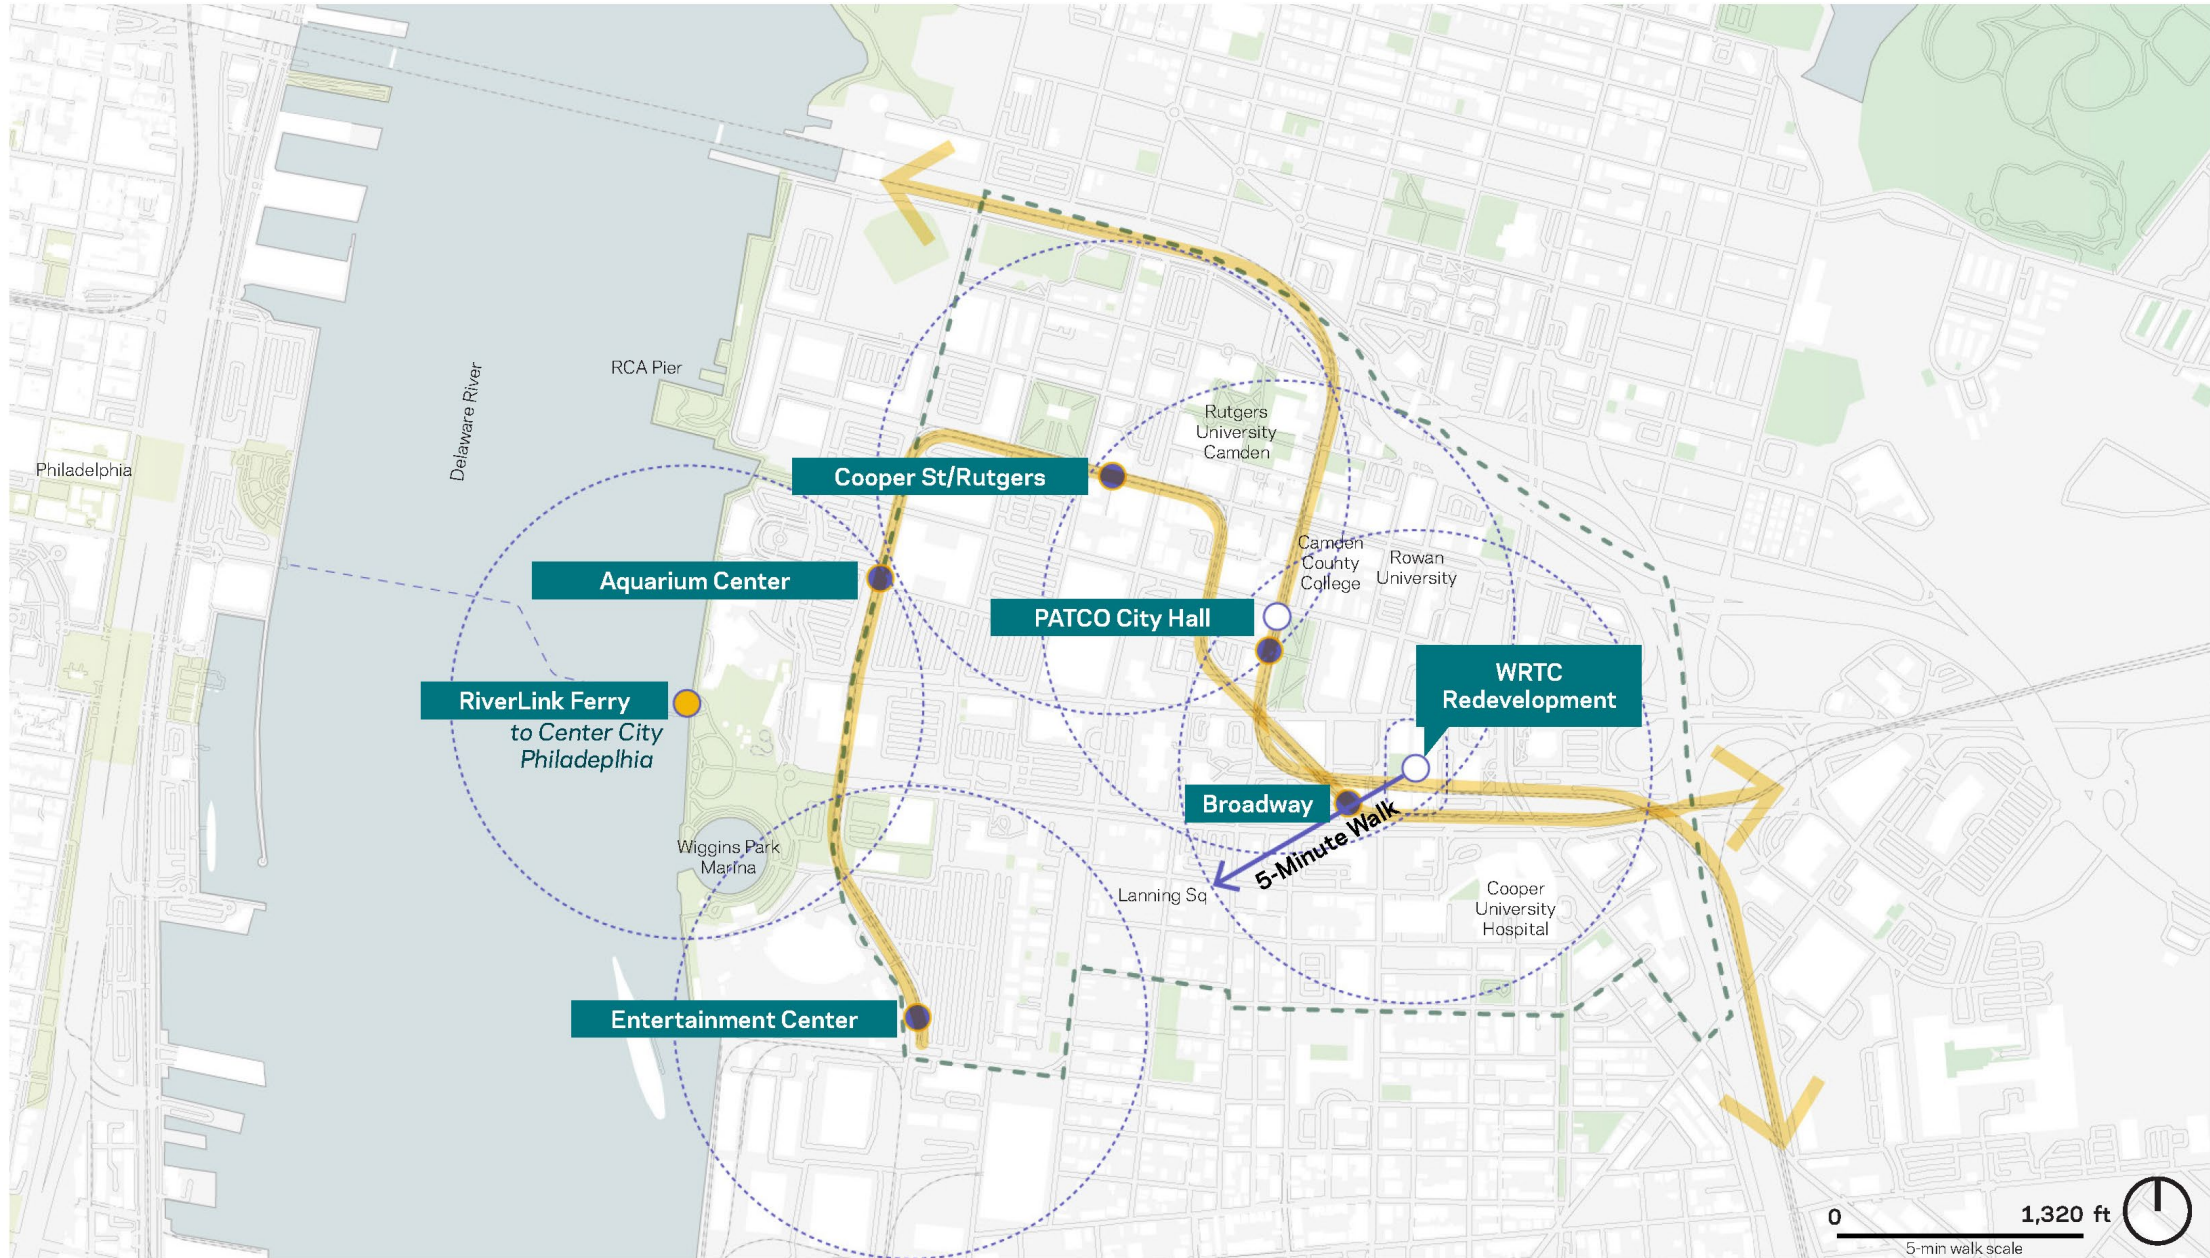 RCA Pier
Delaware River
Philadelphia
Rutgers
University
Camden
Cooper St/Rutgers
Aquarium Center
Camden
County
College
Rowan
University
PATCO City Hall
WRTC
Redevelopment
RiverLink Ferry
to Center City
Philadeplhia
Broadway
5-Minute Walk
Wiggins Park
Marina
Lanning Sq
Cooper
University
Hospital
Entertainment Center
0
1,320 ft
5-min walk scale